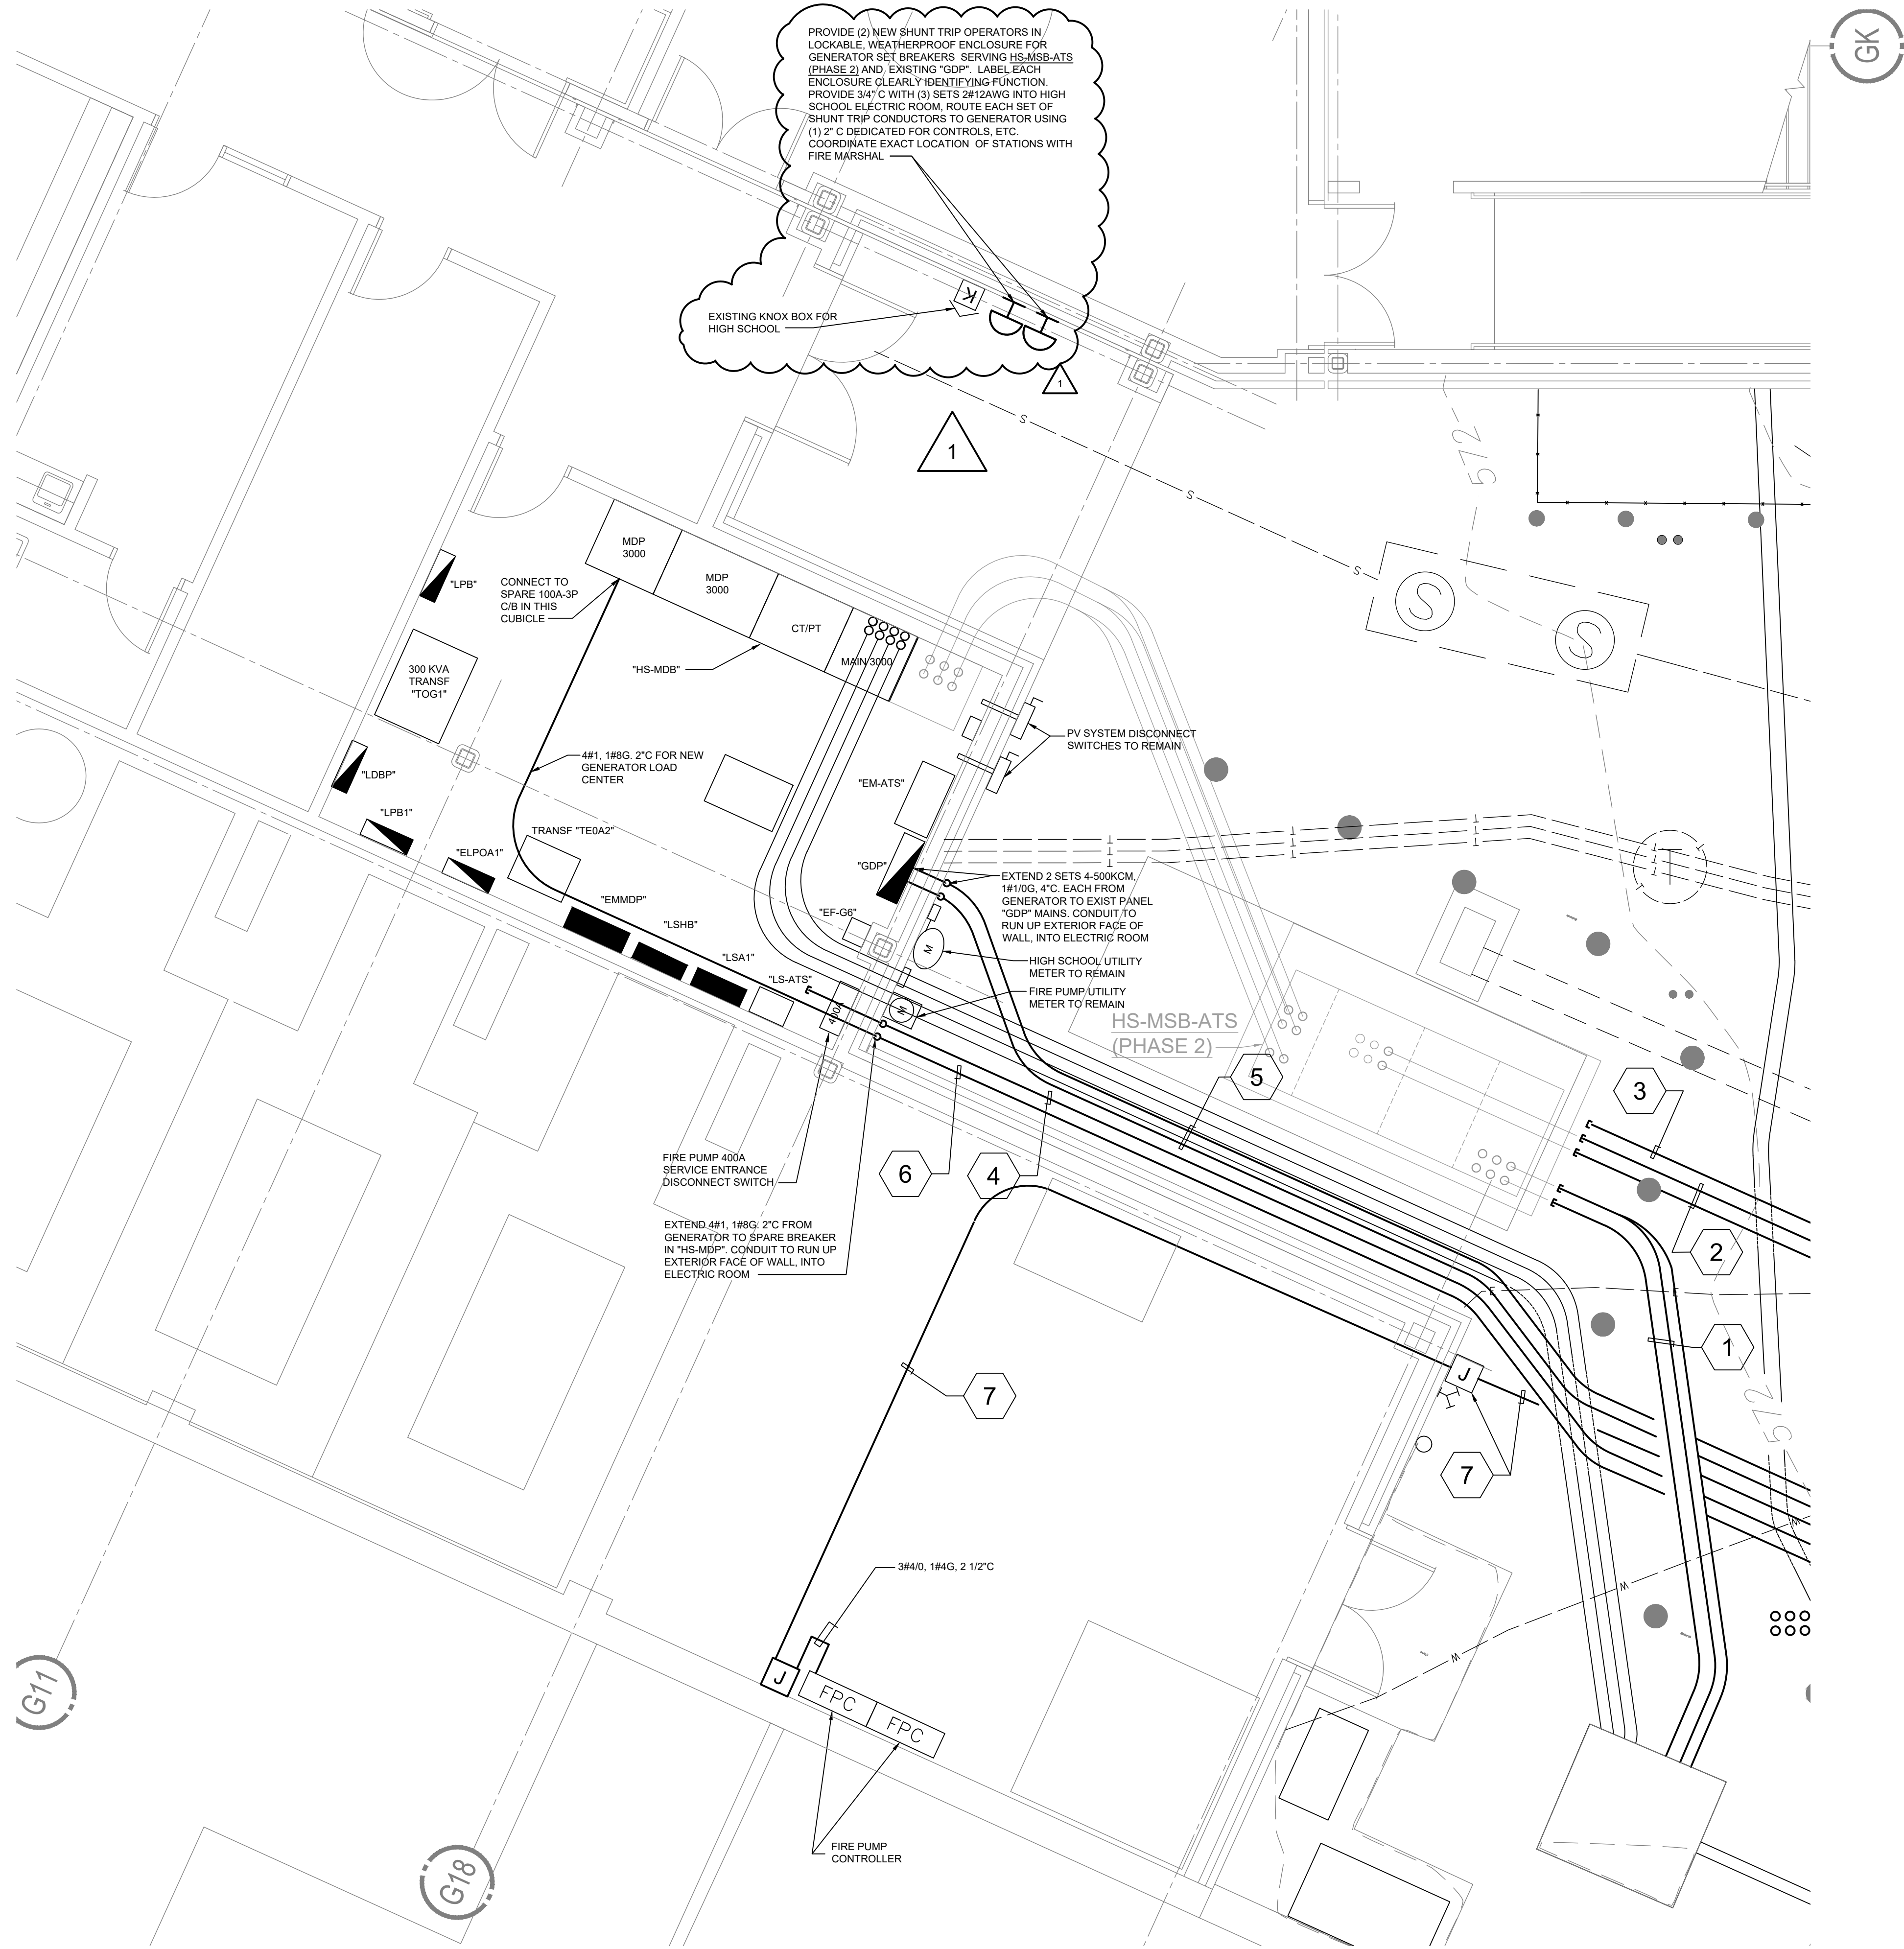 PROVIDE (2) NEW SHUNT TRIP OPERATORS IN
LOCKABLE, WEATHERPROOF ENCLOSURE FOR
GENERATOR SET BREAKERS SERVING HS-MSB-ATS
(PHASE 2) AND EXISTING "GDP". LABEL EACH
ENCLOSURE CLEARLY IDENTIFYING FUNCTION.
PROVIDE 3/4" C WITH (3) SETS 2#12AWG INTO HIGH
SCHOOL ELECTRIC ROOM, ROUTE EACH SET OF
SHUNT TRIP CONDUCTORS TO GENERATOR USING
(1) 2" C DEDICATED FOR CONTROLS, ETC.
COORDINATE EXACT LOCATION OF STATIONS WITH
FIRE MARSHAL
GK
K
EXISTING KNOX BOX FOR
HIGH SCHOOL
1
1
S
S
S
S
S
572
MDP
3000
MDP
3000
CT/PT
MAIN 3000
"LPB"
CONNECT TO
SPARE 100A-3P
C/B IN THIS
CUBICLE
"HS-MDB"
300 KVA
TRANSF
"TOG1"
PV SYSTEM DISCONNECT
SWITCHES TO REMAIN
4#1, 1#8G. 2"C FOR NEW
GENERATOR LOAD
CENTER
"LDBP"
"EM-ATS"
"LPB1"
TRANSF "TE0A2"
"ELPOA1"
"GDP"
EXTEND 2 SETS 4-500KCM,
1#1/0G, 4"C. EACH FROM
GENERATOR TO EXIST PANEL
"GDP" MAINS. CONDUIT TO
RUN UP EXTERIOR FACE OF
WALL, INTO ELECTRIC ROOM
"EMMDP"
"EF-G6"
"LSHB"
M
"LSA1"
HIGH SCHOOL UTILITY
METER TO REMAIN
"LS-ATS"
400A
M
FIRE PUMP UTILITY
METER TO REMAIN
HS-MSB-ATS
(PHASE 2)
5
3
FIRE PUMP 400A
SERVICE ENTRANCE
DISCONNECT SWITCH
6
4
EXTEND 4#1, 1#8G. 2"C FROM
GENERATOR TO SPARE BREAKER
IN "HS-MDP". CONDUIT TO RUN UP
EXTERIOR FACE OF WALL, INTO
ELECTRIC ROOM
2
E
E
1
J
7
7
572
W
W
W
3#4/0, 1#4G, 2 1/2"C
J
FPC
FPC
G11
FIRE PUMP
CONTROLLER
G18